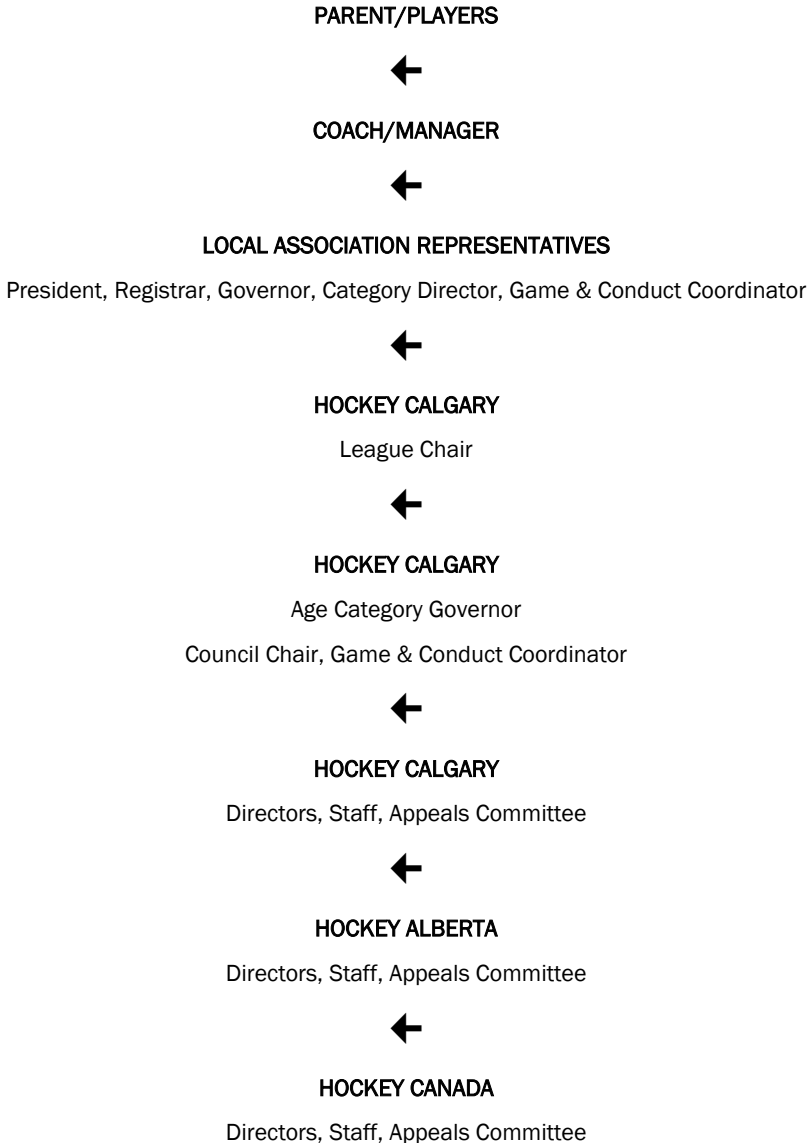 PARENT/PLAYERS
COACH/MANAGER
LOCAL ASSOCIATION REPRESENTATIVES
President, Registrar, Governor, Category Director, Game & Conduct Coordinator
HOCKEY CALGARY
League Chair
HOCKEY CALGARY
Age Category Governor
Council Chair, Game & Conduct Coordinator
HOCKEY CALGARY
Directors, Staff, Appeals Committee
HOCKEY ALBERTA
Directors, Staff, Appeals Committee
HOCKEY CANADA
Directors, Staff, Appeals Committee